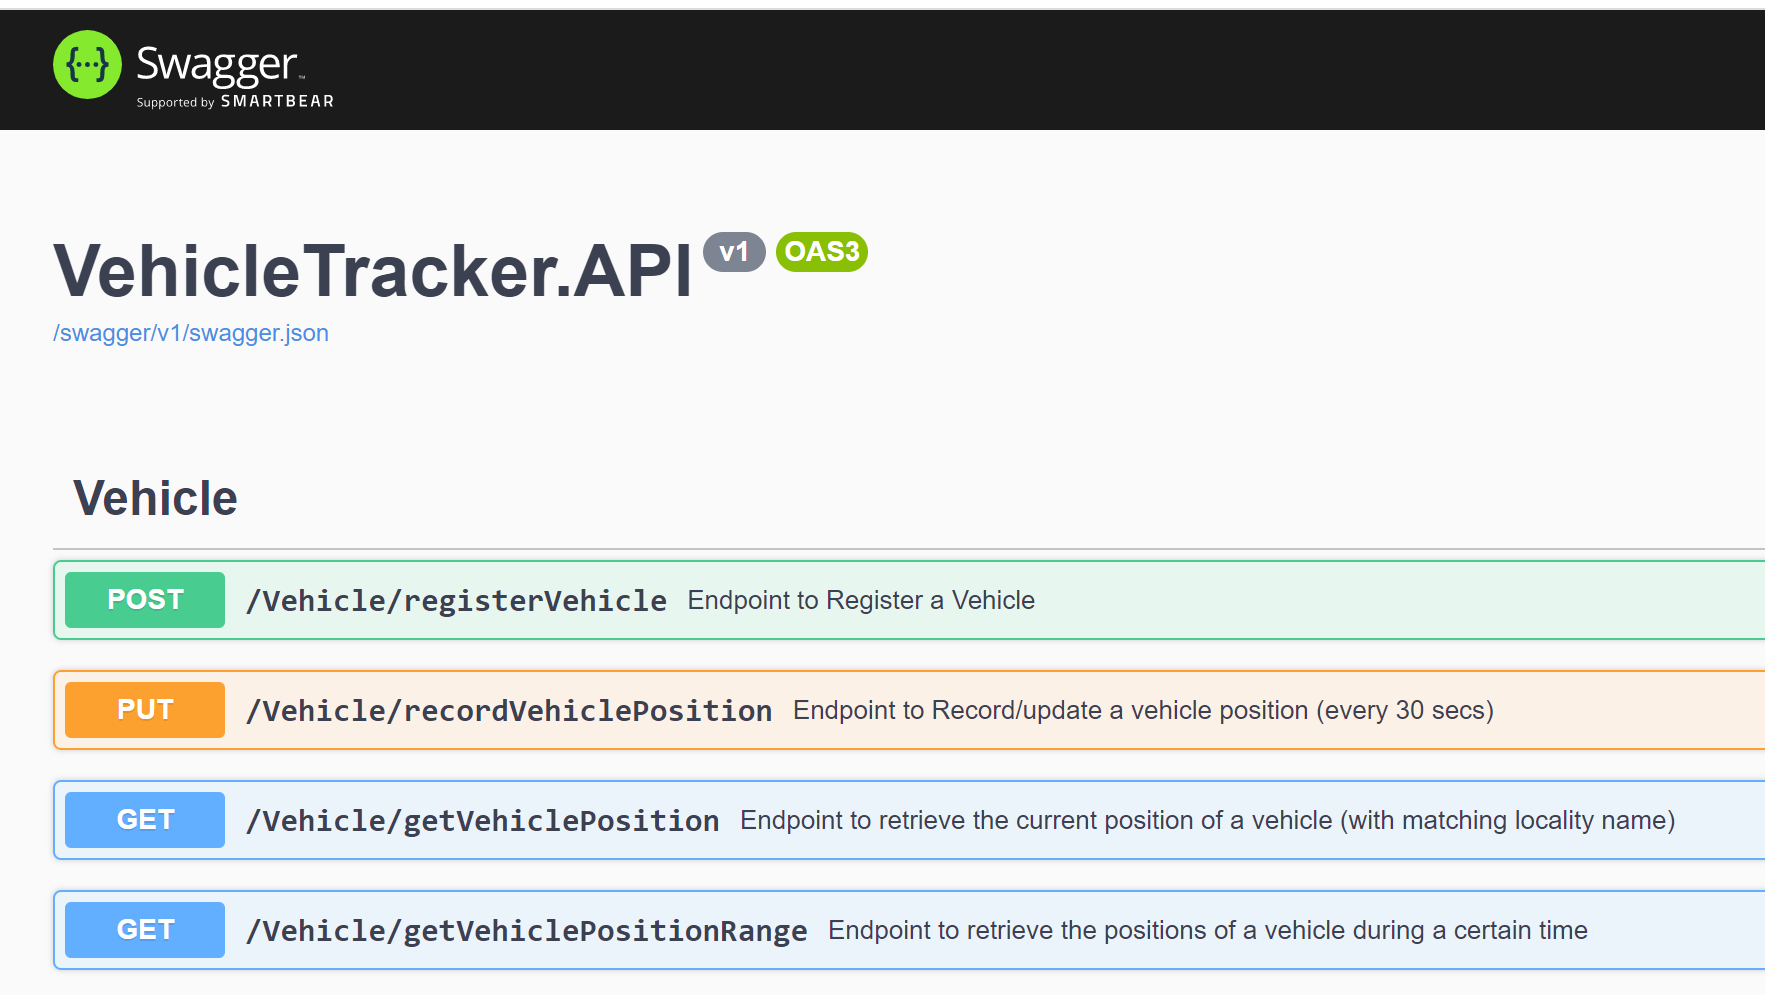 {...} Swagger™
Supported by SMARTBEAR
VehicleTracker.API v1 OAS3
/swagger/v1/swagger.json
Vehicle
POST /Vehicle/registerVehicle Endpoint to Register a Vehicle
PUT /Vehicle/recordVehiclePosition Endpoint to Record/update a vehicle position (every 30 secs)
GET /Vehicle/getVehiclePosition Endpoint to retrieve the current position of a vehicle (with matching locality name)
GET /Vehicle/getVehiclePositionRange Endpoint to retrieve the positions of a vehicle during a certain time